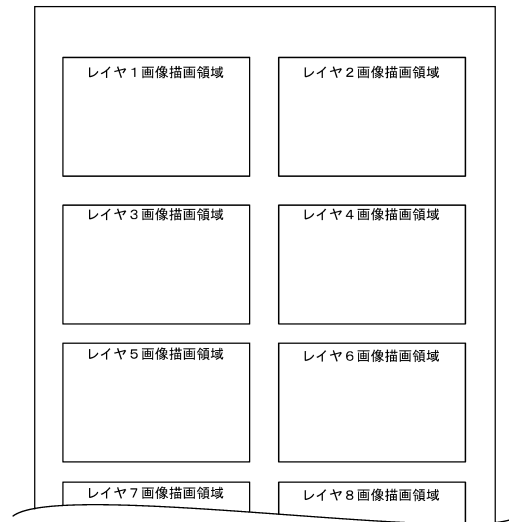 レイヤ１画像描画領域
レイヤ２画像描画領域
レイヤ３画像描画領域
レイヤ４画像描画領域
レイヤ５画像描画領域
レイヤ６画像描画領域
レイヤ７画像描画領域
レイヤ８画像描画領域